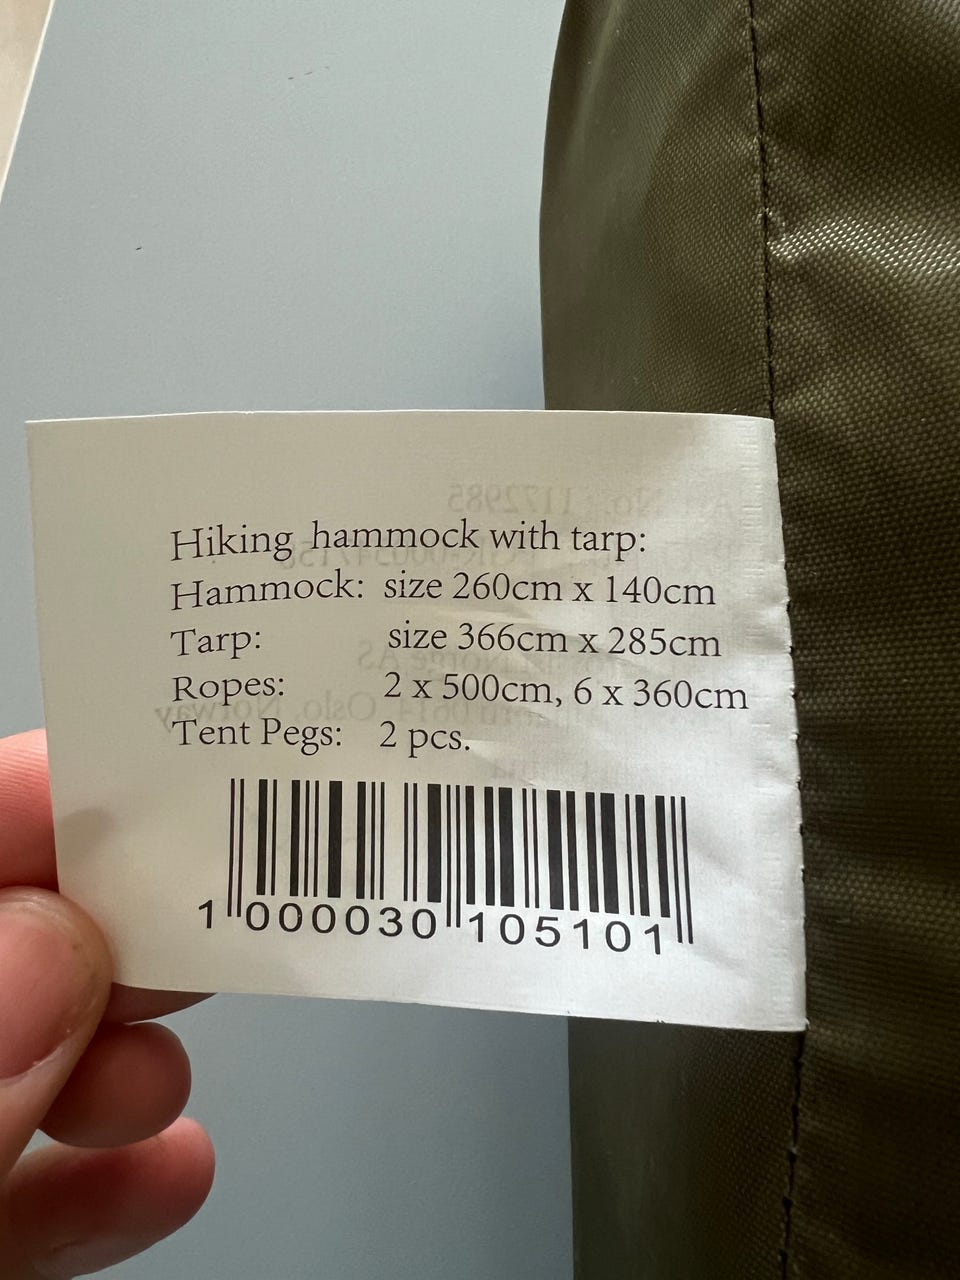 Hiking hammock with tarp:
Hammock: size 260cm x 140cm
Tarp: size 366cm x 285cm
Ropes: 2 x 500cm, 6 x 360cm
Tent Pegs: 2 pcs.
1 000030 105101